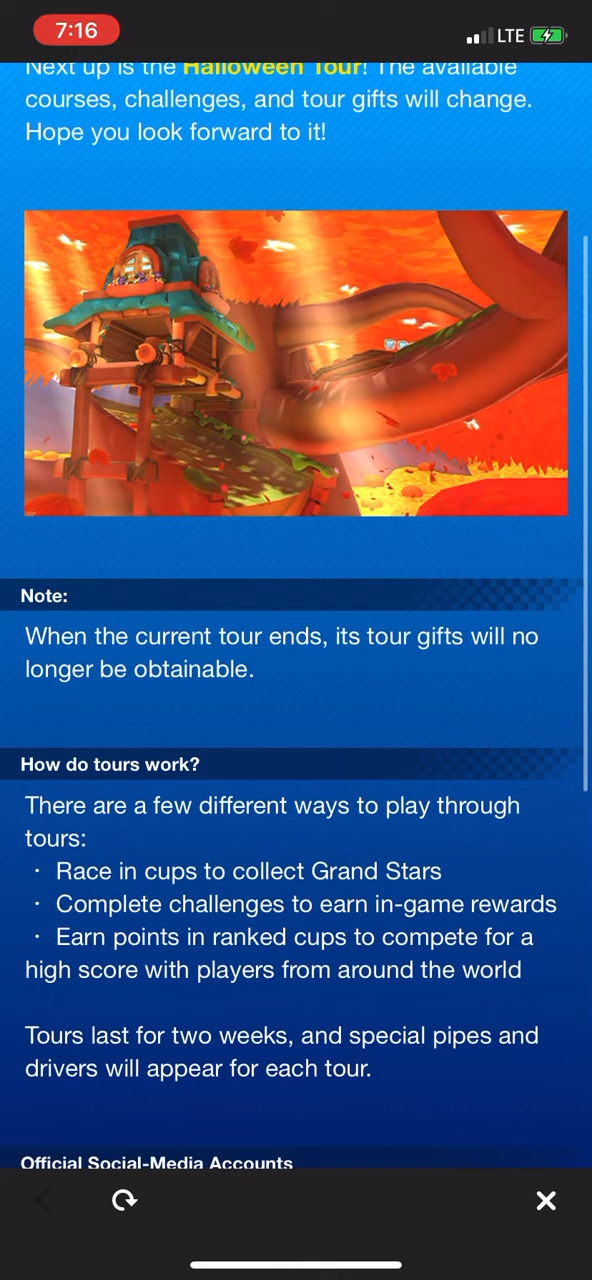 7:16
LTE
Next up is the Halloween Tour! The available
courses, challenges, and tour gifts will change.
Hope you look forward to it!
Note:
When the current tour ends, its tour gifts will no
longer be obtainable.
How do tours work?
There are a few different ways to play through
tours:
・ Race in cups to collect Grand Stars
・ Complete challenges to earn in-game rewards
・ Earn points in ranked cups to compete for a
high score with players from around the world
Tours last for two weeks, and special pipes and
drivers will appear for each tour.
Official Social-Media Accounts